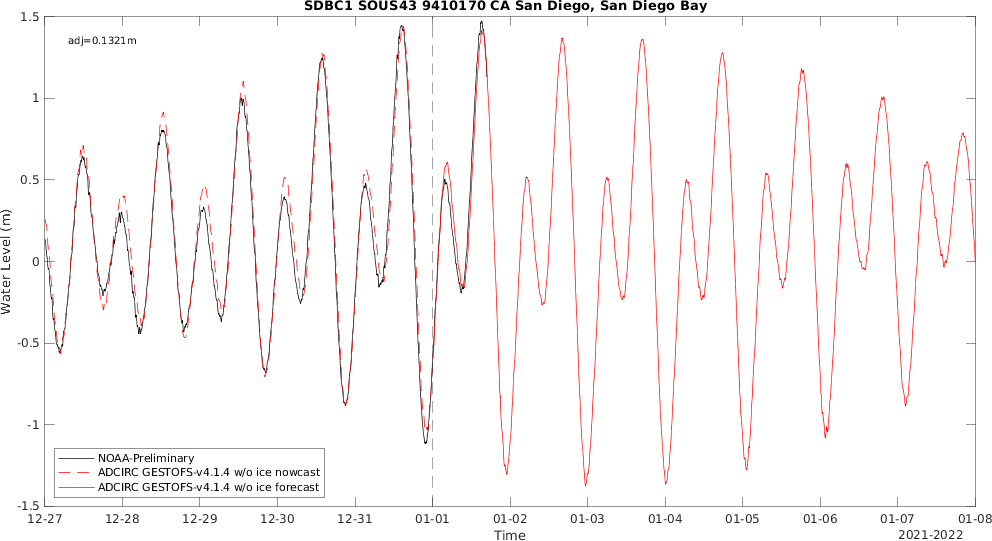 SDBC1 SOUS43 9410170 CA San Diego, San Diego Bay
adj=0.1321m
1.5
1
0.5
0
-0.5
-1
-1.5
Water Level (m)
NOAA-Preliminary
ADCIRC GESTOFS-v4.1.4 w/o ice nowcast
ADCIRC GESTOFS-v4.1.4 w/o ice forecast
12-27 12-28 12-29 12-30 12-31 01-01 01-02 01-03 01-04 01-05 01-06 01-07 01-08
Time
2021-2022